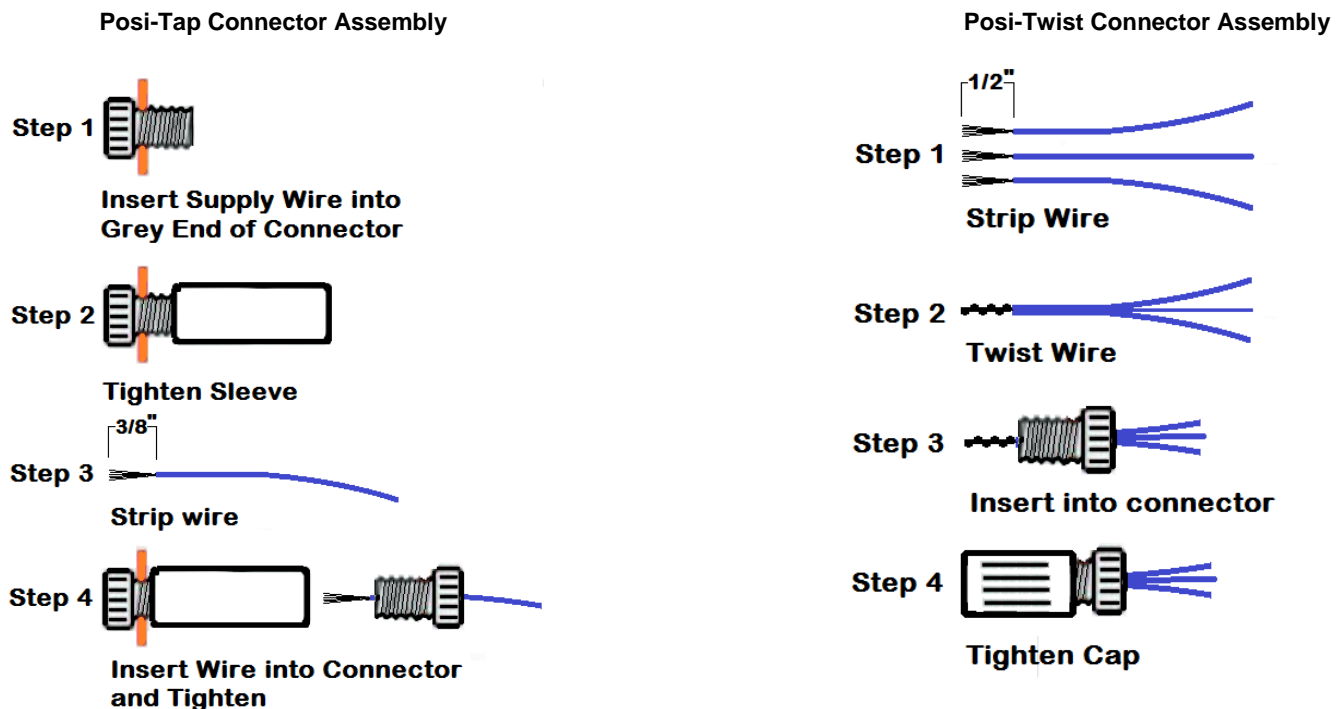 Posi-Tap Connector Assembly
Step 1
Insert Supply Wire into
Grey End of Connector
Step 2
Tighten Sleeve
3/8"
Step 3
Strip wire
Step 4
Insert Wire into Connector
and Tighten
Posi-Twist Connector Assembly
1/2"
Step 1
Strip Wire
Step 2
Twist Wire
Step 3
Insert into connector
Step 4
Tighten Cap